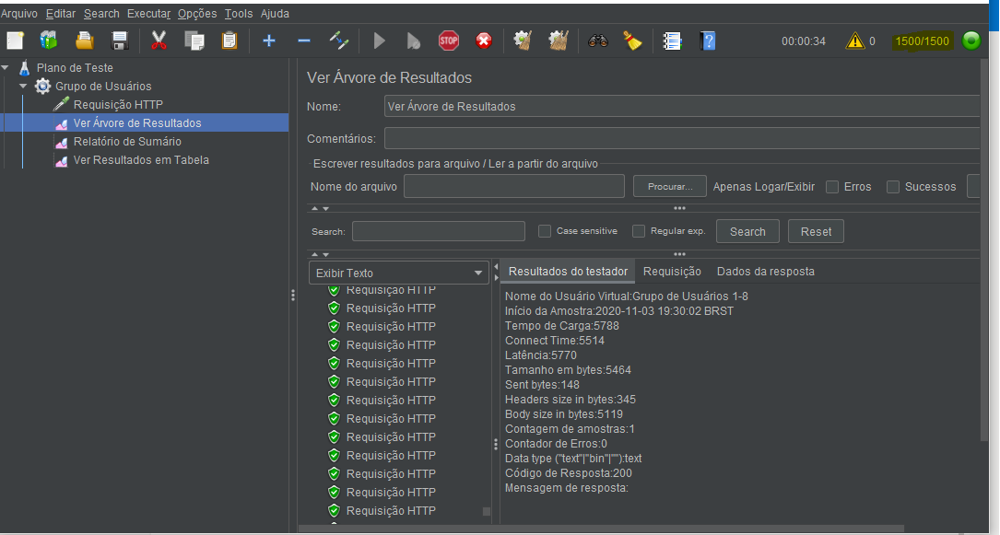 Arquivo Editar Search Executar Opções Tools Ajuda
STOP 00:00:34 0 1500/1500
Plano de Teste
Grupo de Usuários
Requisição HTTP
Ver Árvore de Resultados
Relatório de Sumário
Ver Resultados em Tabela
Ver Árvore de Resultados
Nome: Ver Árvore de Resultados
Comentários:
Escrever resultados para arquivo / Ler a partir do arquivo
Nome do arquivo Procurar... Apenas Logar/Exibir Erros Sucessos
Search: Case sensitive Regular exp. Search Reset
Exibir Texto
Requisição HTTP
Requisição HTTP
Requisição HTTP
Requisição HTTP
Requisição HTTP
Requisição HTTP
Requisição HTTP
Requisição HTTP
Requisição HTTP
Requisição HTTP
Requisição HTTP
Requisição HTTP
Requisição HTTP
Resultados do testador Requisição Dados da resposta
Nome do Usuário Virtual:Grupo de Usuários 1-8
Início da Amostra:2020-11-03 19:30:02 BRST
Tempo de Carga:5788
Connect Time:5514
Latência:5770
Tamanho em bytes:5464
Sent bytes:148
Headers size in bytes:345
Body size in bytes:5119
Contagem de amostras:1
Contador de Erros:0
Data type ("text"|"bin"|""):text
Código de Resposta:200
Mensagem de resposta: